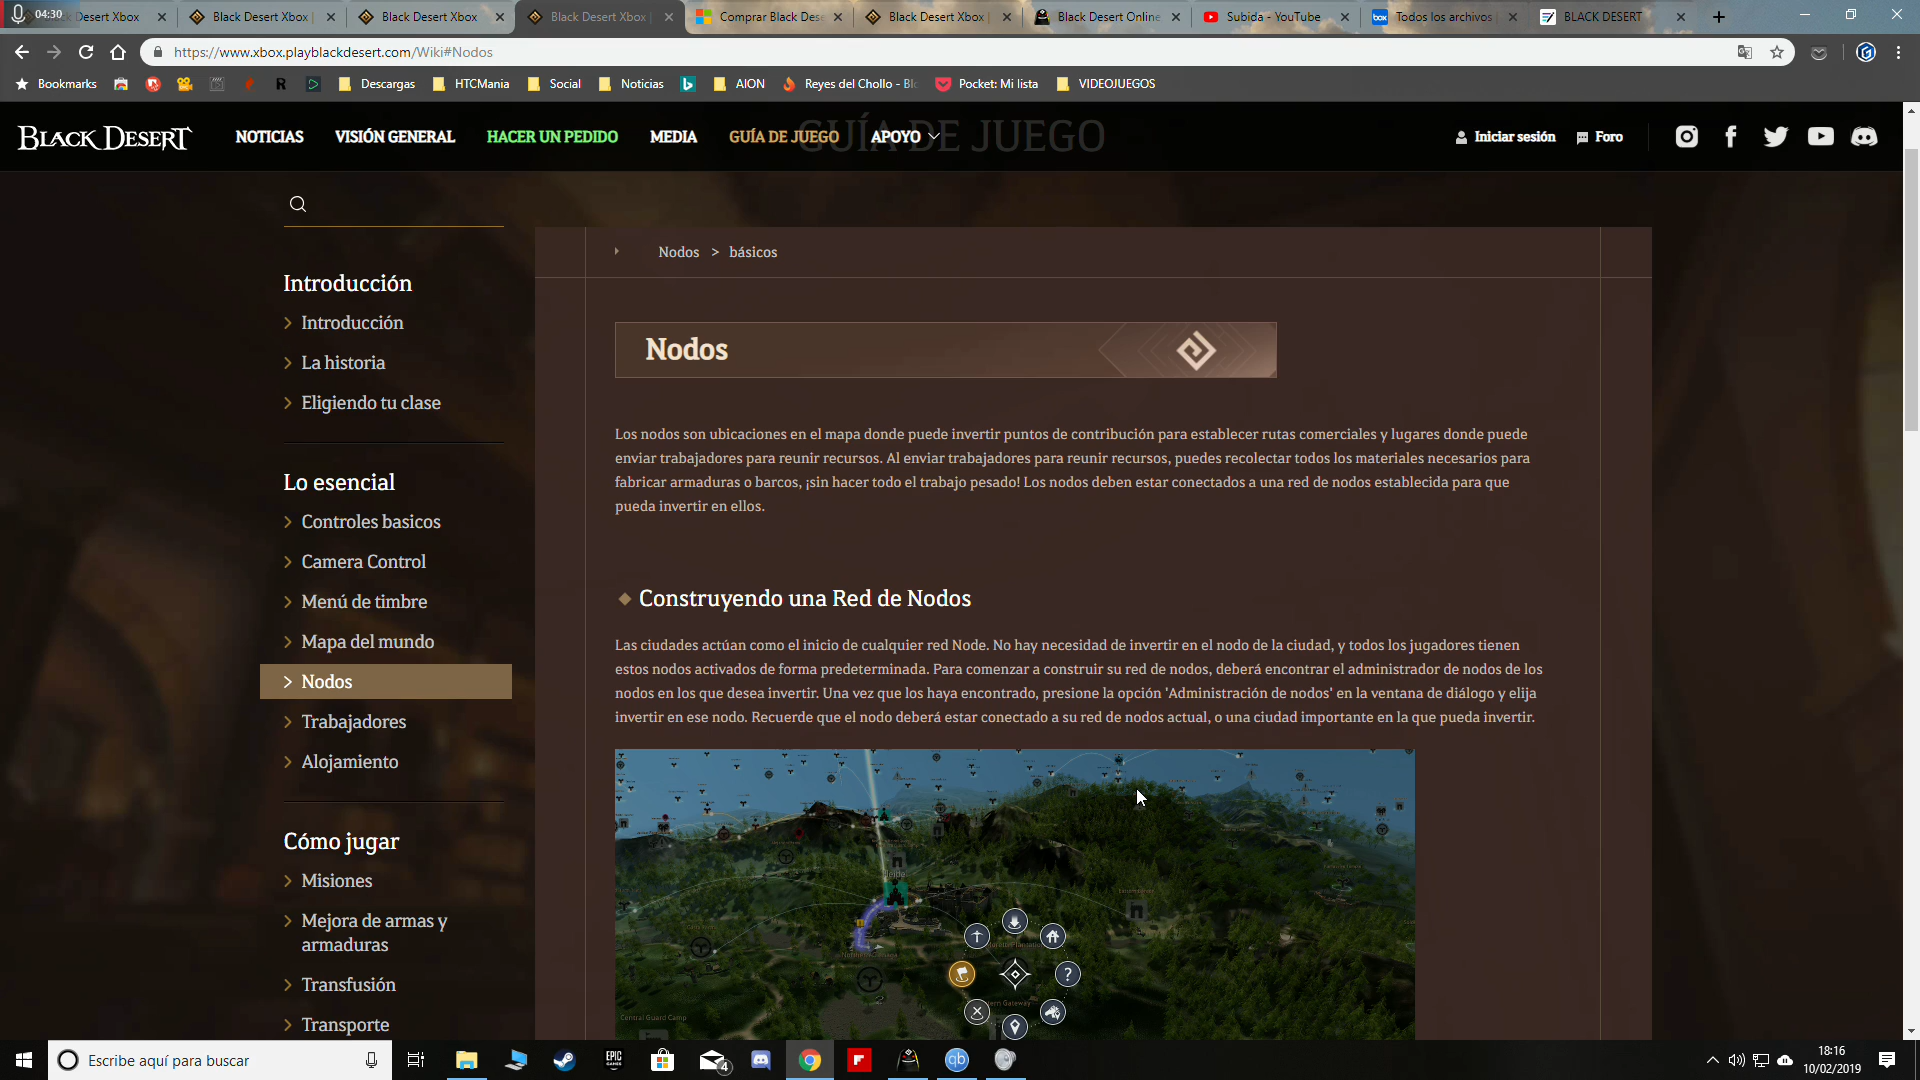 04:30
Desert Xbox
Black Desert Xbox
Black Desert Xbox
Black Desert Xbox
Comprar Black Dese
Black Desert Xbox
Black Desert Online
Subida - YouTube
Todos los archivos
BLACK DESERT
https://www.xbox.playblackdesert.com/Wiki#Nodos
Bookmarks
Descargas
HTCMania
Social
Noticias
AION
Reyes del Chollo - Blo
Pocket: Mi lista
VIDEOJUEGOS
BLACK DESERT
NOTICIAS
VISIÓN GENERAL
HACER UN PEDIDO
MEDIA
GUÍA DE JUEGO
APOYO
GUÍA DE JUEGO
Iniciar sesión
Foro
Introducción
Introducción
La historia
Eligiendo tu clase
Lo esencial
Controles basicos
Camera Control
Menú de timbre
Mapa del mundo
Nodos
Trabajadores
Alojamiento
Cómo jugar
Misiones
Mejora de armas y
armaduras
Transfusión
Transporte
Nodos > básicos
Nodos
Los nodos son ubicaciones en el mapa donde puede invertir puntos de contribución para establecer rutas comerciales y lugares donde puede
enviar trabajadores para reunir recursos. Al enviar trabajadores para reunir recursos, puedes recolectar todos los materiales necesarios para
fabricar armaduras o barcos, ¡sin hacer todo el trabajo pesado! Los nodos deben estar conectados a una red de nodos establecida para que
pueda invertir en ellos.
Construyendo una Red de Nodos
Las ciudades actúan como el inicio de cualquier red Node. No hay necesidad de invertir en el nodo de la ciudad, y todos los jugadores tienen
estos nodos activados de forma predeterminada. Para comenzar a construir su red de nodos, deberá encontrar el administrador de nodos de los
nodos en los que desea invertir. Una vez que los haya encontrado, presione la opción 'Administración de nodos' en la ventana de diálogo y elija
invertir en ese nodo. Recuerde que el nodo deberá estar conectado a su red de nodos actual, o una ciudad importante en la que pueda invertir.
Central Guard Camp
Escribe aquí para buscar
EPIC
GAMES
4
qb
18:16
10/02/2019